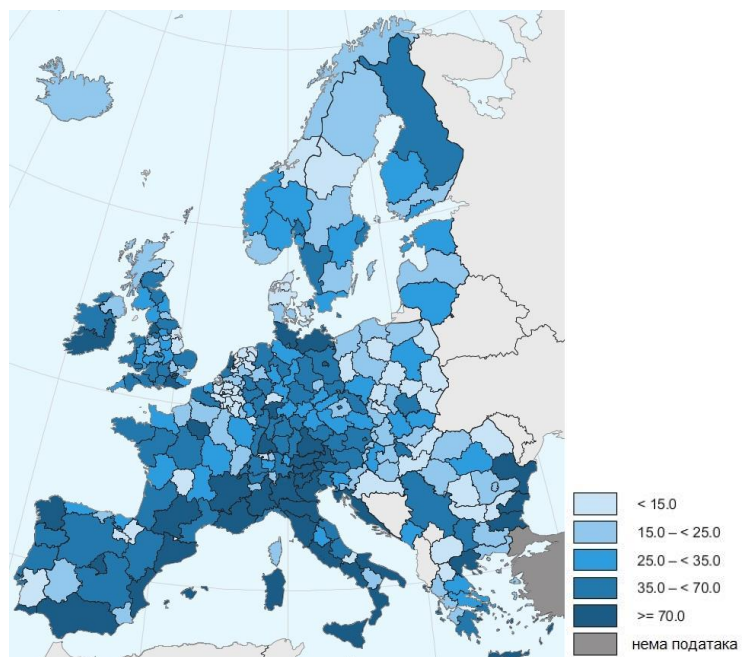 < 15.0
15.0 – < 25.0
25.0 – < 35.0
35.0 – < 70.0
>= 70.0
нема података